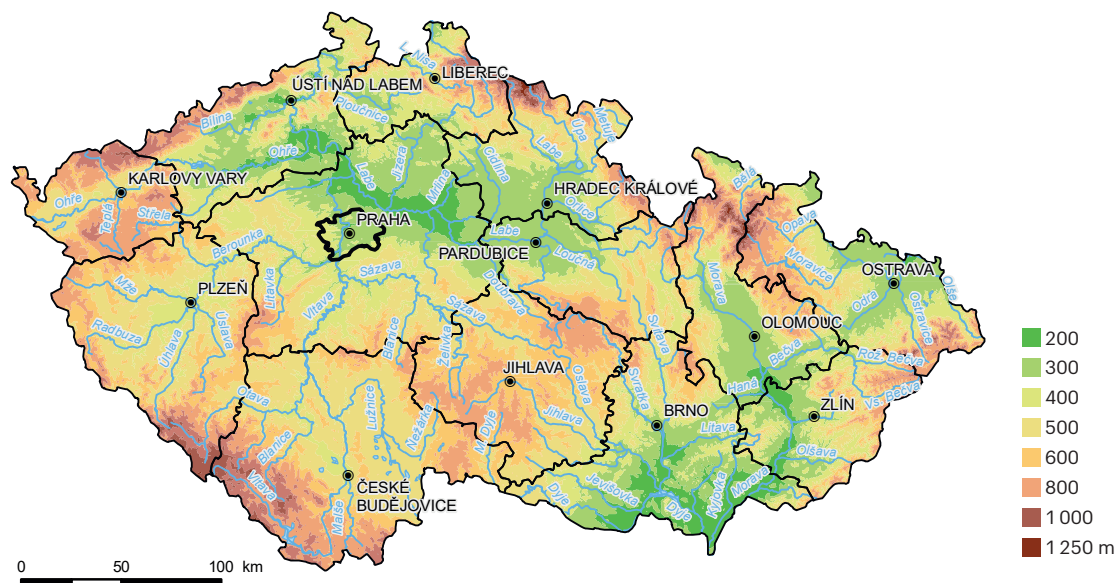 L. Nisa
LIBEREC
ÚSTÍ NAD LABEM
Ploučnice
Bílina
Úpa
Metuje
Labe
Ohře
Labe
Jizera
Mrlina
Cidlina
Bělá
KARLOVY VARY
Ohře
Teplá
Střela
HRADEC KRÁLOVÉ
Orlice
PRAHA
Opava
Labe
PARDUBICE
Loučná
Berounka
Sázava
Moravice
OSTRAVA
Olše
Mže
PLZEŇ
Litavka
Vltava
Doubrava
Morava
Odra
Ostravice
Radbuza
Úhlava
Úslava
Blanice
Sázava
Želivka
Svitava
OLOMOUC
Bečva
Rož. Bečva
JIHLAVA
Vs. Bečva
Otava
Lužnice
Oslava
Svratka
Haná
ZLÍN
Blanice
Nežárka
M. Dyje
Jihlava
BRNO
Litava
Olšava
Vltava
ČESKÉ
BUDĚJOVICE
Malše
Dyje
Jevišovka
Dyje
Kyjovka
Morava
200
300
400
500
600
800
1 000
1 250 m
0 50 100 km